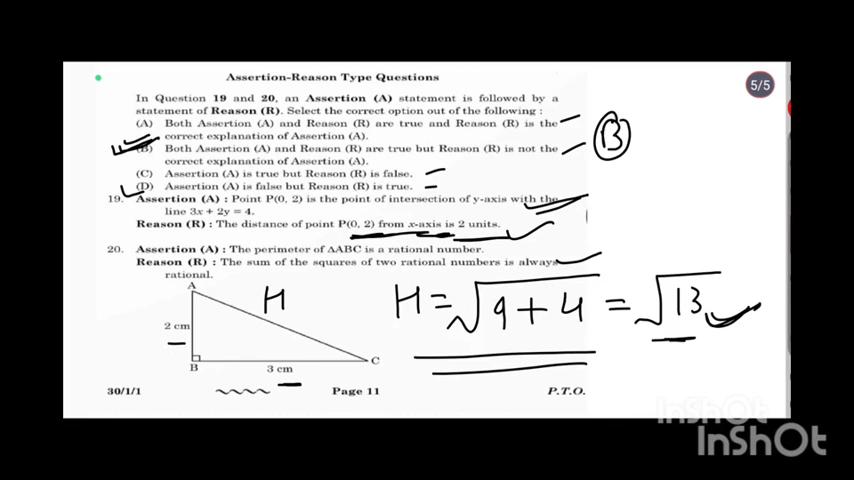 Assertion-Reason Type Questions
5/5
In Question 19 and 20, an Assertion (A) statement is followed by a
statement of Reason (R). Select the correct option out of the following :
(A) Both Assertion (A) and Reason (R) are true and Reason (R) is the
correct explanation of Assertion (A).
(B) Both Assertion (A) and Reason (R) are true but Reason (R) is not the
correct explanation of Assertion (A).
(C) Assertion (A) is true but Reason (R) is false.
(D) Assertion (A) is false but Reason (R) is true.
B
19. Assertion (A) : Point P(0, 2) is the point of intersection of y-axis with the
line 3x + 2y = 4.
Reason (R) : The distance of point P(0, 2) from x-axis is 2 units.
20. Assertion (A) : The perimeter of ΔABC is a rational number.
Reason (R) : The sum of the squares of two rational numbers is always
rational.
A
H
2 cm
B
C
3 cm
H = √9 + 4 = √13
30/1/1 Page 11 P.T.O.
InShOt
InShOt